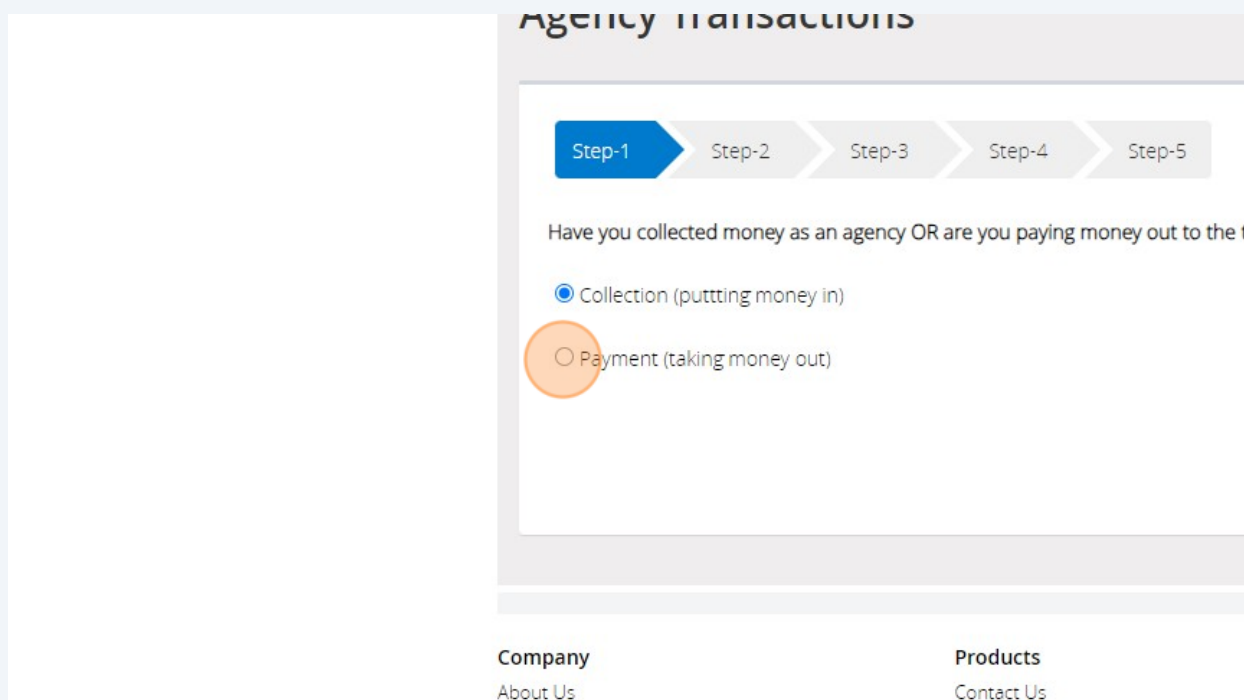 Agency Transactions
Step-1 Step-2 Step-3 Step-4 Step-5
Have you collected money as an agency OR are you paying money out to the
Collection (puttting money in)
Payment (taking money out)
Company Products
About Us Contact Us